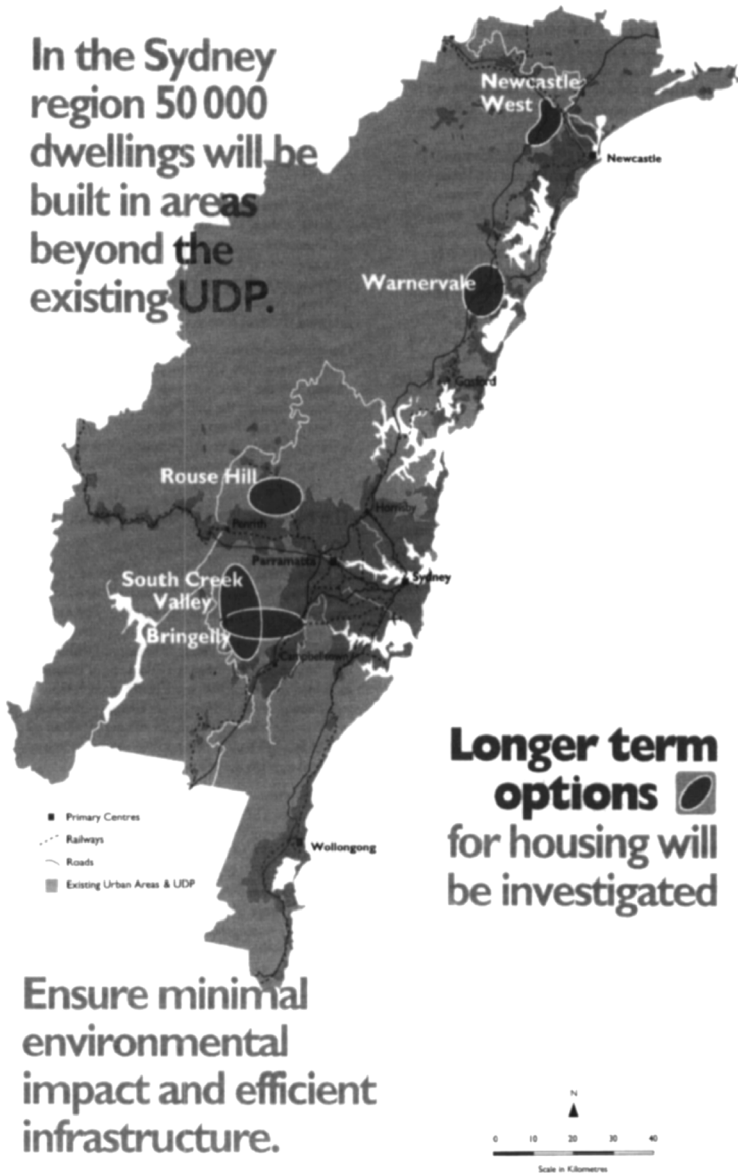 In the Sydney
region 50 000
dwellings will be
built in areas
beyond the
existing UDP.
Newcastle
West
Newcastle
Warnervale
Gosford
Rouse Hill
Hornsby
Penrith
Parramatta
Sydney
South Creek
Valley
Bringelly
Campbelltown
Longer term
options
for housing will
be investigated
Primary Centres
Railways
Roads
Existing Urban Areas & UDP
Wollongong
Ensure minimal
environmental
impact and efficient
infrastructure.
N
0 10 20 30 40
Scale in Kilometres